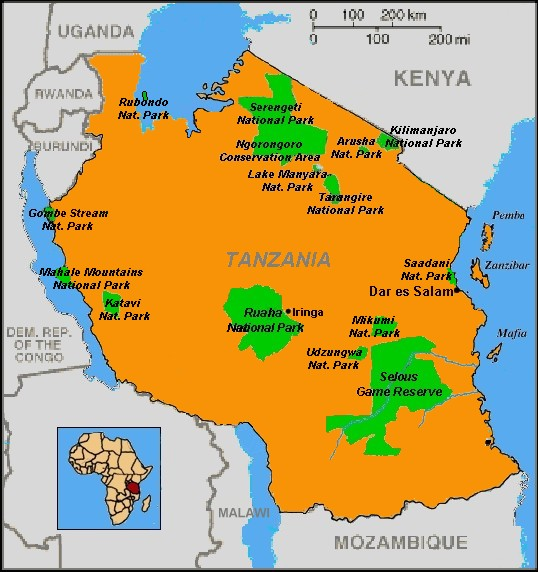 UGANDA
0 100 200 km
0 100 200 mi
KENYA
RWANDA
Rubondo
Nat. Park
Serengeti
National Park
BURUNDI
Ngorongoro
Conservation Area
Arusha
Nat. Park
Kilimanjaro
National Park
Lake Manyara
Nat. Park
Tarangire
National Park
Gombe Stream
Nat. Park
Pemba
TANZANIA
Mahale Mountains
National Park
Saadani
Nat. Park
Zanzibar
Katavi
Nat. Park
Dar es Salam
Ruaha
National Park
Iringa
Mikumi
Nat. Park
Mafia
DEM. REP.
OF THE
CONGO
Udzungwa
Nat. Park
Selous
Game Reserve
MALAWI
MOZAMBIQUE